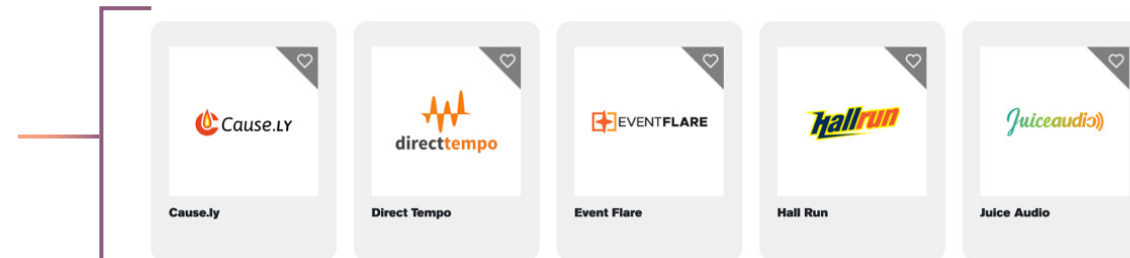 Cause.LY
directtempo
EVENTFLARE
Hallrun
Juiceaudio
Cause.ly
Direct Tempo
Event Flare
Hall Run
Juice Audio